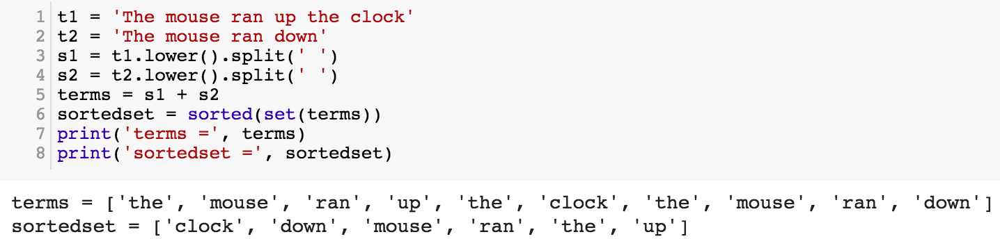 1 t1 = 'The mouse ran up the clock'
2 t2 = 'The mouse ran down'
3 s1 = t1.lower().split(' ')
4 s2 = t2.lower().split(' ')
5 terms = s1 + s2
6 sortedset = sorted(set(terms))
7 print('terms =', terms)
8 print('sortedset =', sortedset)
terms = ['the', 'mouse', 'ran', 'up', 'the', 'clock', 'the', 'mouse', 'ran', 'down']
sortedset = ['clock', 'down', 'mouse', 'ran', 'the', 'up']